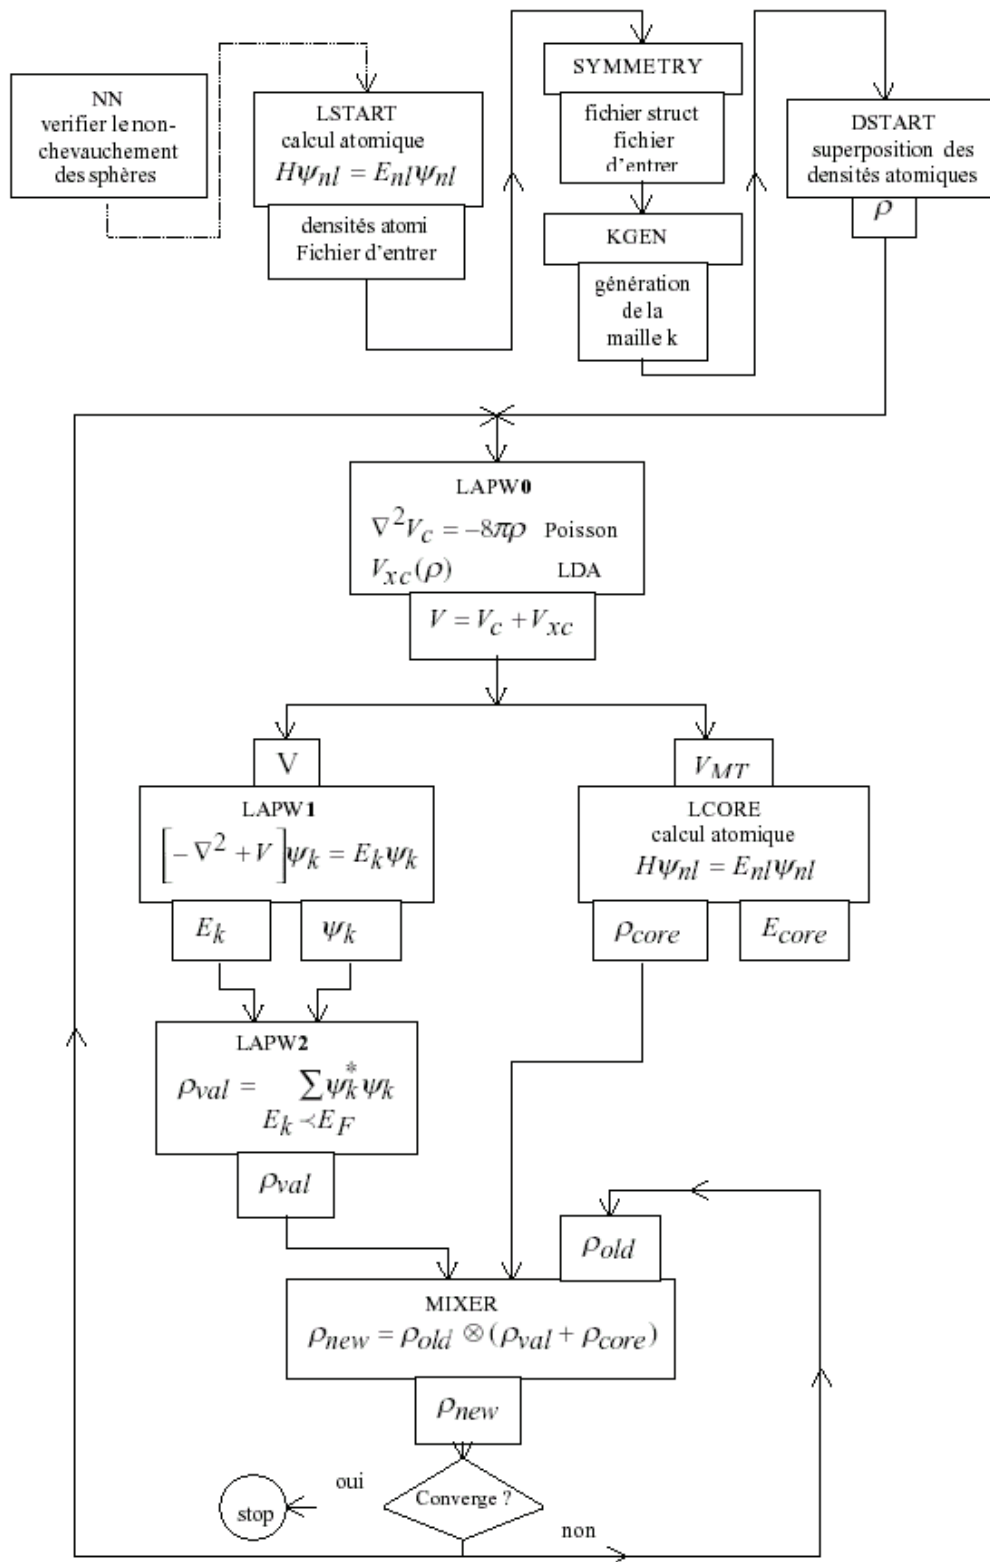 NN
verifier le non-
chevauchement
des sphères
LSTART
calcul atomique
Hψnl = Enlψnl
densités atomi
Fichier d'entrer
SYMMETRY
fichier struct
fichier
d'entrer
KGEN
génération
de la
maille k
DSTART
superposition des
densités atomiques
ρ
LAPW0
∇²Vc = −8πρ Poisson
Vxc(ρ) LDA
V = Vc + Vxc
V
LAPW1
[−∇² + V]ψk = Ekψk
Ek
ψk
VMT
LCORE
calcul atomique
Hψnl = Enlψnl
ρcore
Ecore
LAPW2
ρval = ∑ψk*ψk
Ek ≺ EF
ρval
ρold
MIXER
ρnew = ρold ⊗ (ρval + ρcore)
ρnew
Converge ?
oui
stop
non